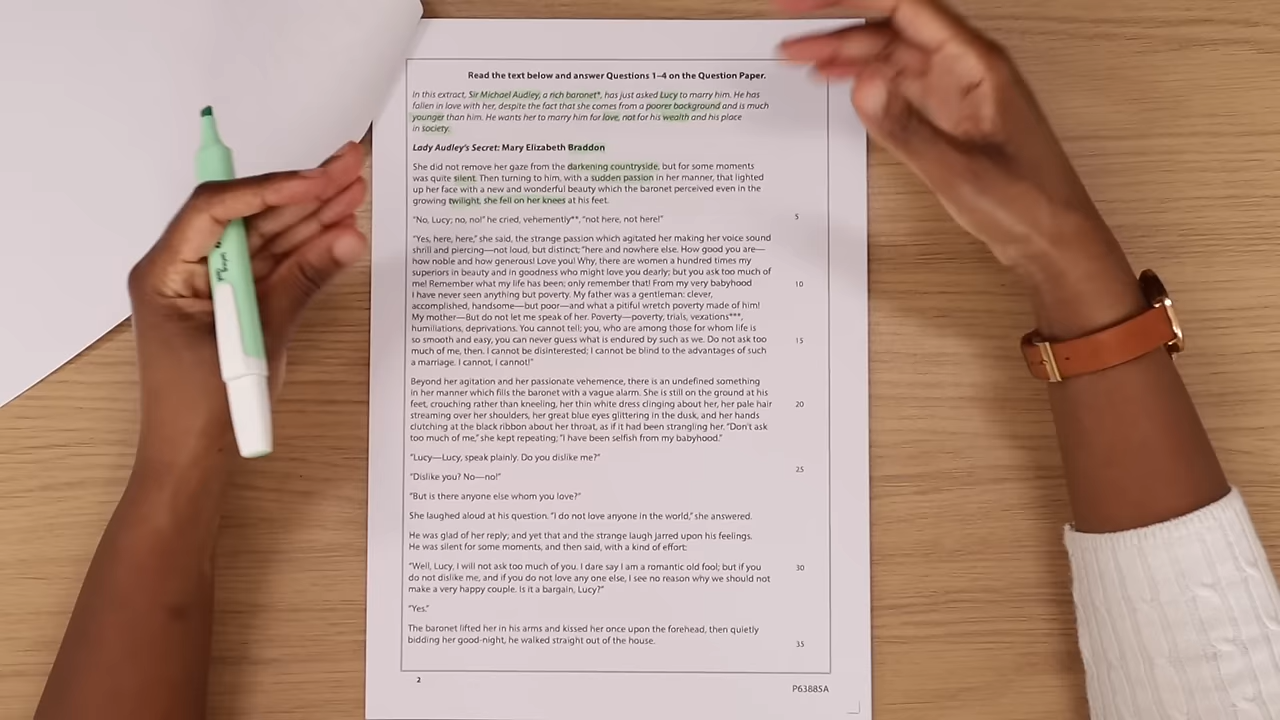 Read the text below and answer Questions 1–4 on the Question Paper.
In this extract, Sir Michael Audley, a rich baronet*, has just asked Lucy to marry him. He has
fallen in love with her, despite the fact that she comes from a poorer background and is much
younger than him. He wants her to marry him for love, not for his wealth and his place
in society.
Lady Audley's Secret: Mary Elizabeth Braddon
She did not remove her gaze from the darkening countryside, but for some moments
was quite silent. Then turning to him, with a sudden passion in her manner, that lighted
up her face with a new and wonderful beauty which the baronet perceived even in the
growing twilight, she fell on her knees at his feet.
"No, Lucy; no, no!" he cried, vehemently**, "not here, not here!" 5
"Yes, here, here," she said, the strange passion which agitated her making her voice sound
shrill and piercing—not loud, but distinct; "here and nowhere else. How good you are—
how noble and how generous! Love you! Why, there are women a hundred times my
superiors in beauty and in goodness who might love you dearly; but you ask too much of
me! Remember what my life has been; only remember that! From my very babyhood 10
I have never seen anything but poverty. My father was a gentleman: clever,
accomplished, handsome—but poor—and what a pitiful wretch poverty made of him!
My mother—But do not let me speak of her. Poverty—poverty, trials, vexations***,
humiliations, deprivations. You cannot tell; you, who are among those for whom life is
so smooth and easy, you can never guess what is endured by such as we. Do not ask too 15
much of me, then. I cannot be disinterested; I cannot be blind to the advantages of such
a marriage. I cannot, I cannot!"
Beyond her agitation and her passionate vehemence, there is an undefined something
in her manner which fills the baronet with a vague alarm. She is still on the ground at his
feet, crouching rather than kneeling, her thin white dress clinging about her, her pale hair 20
streaming over her shoulders, her great blue eyes glittering in the dusk, and her hands
clutching at the black ribbon about her throat, as if it had been strangling her. "Don't ask
too much of me," she kept repeating; "I have been selfish from my babyhood."
"Lucy—Lucy, speak plainly. Do you dislike me?"
"Dislike you? No—no!" 25
"But is there anyone else whom you love?"
She laughed aloud at his question. "I do not love anyone in the world," she answered.
He was glad of her reply; and yet that and the strange laugh jarred upon his feelings.
He was silent for some moments, and then said, with a kind of effort:
"Well, Lucy, I will not ask too much of you. I dare say I am a romantic old fool; but if you 30
do not dislike me, and if you do not love any one else, I see no reason why we should not
make a very happy couple. Is it a bargain, Lucy?"
"Yes."
The baronet lifted her in his arms and kissed her once upon the forehead, then quietly
bidding her good-night, he walked straight out of the house. 35
2
P63885A